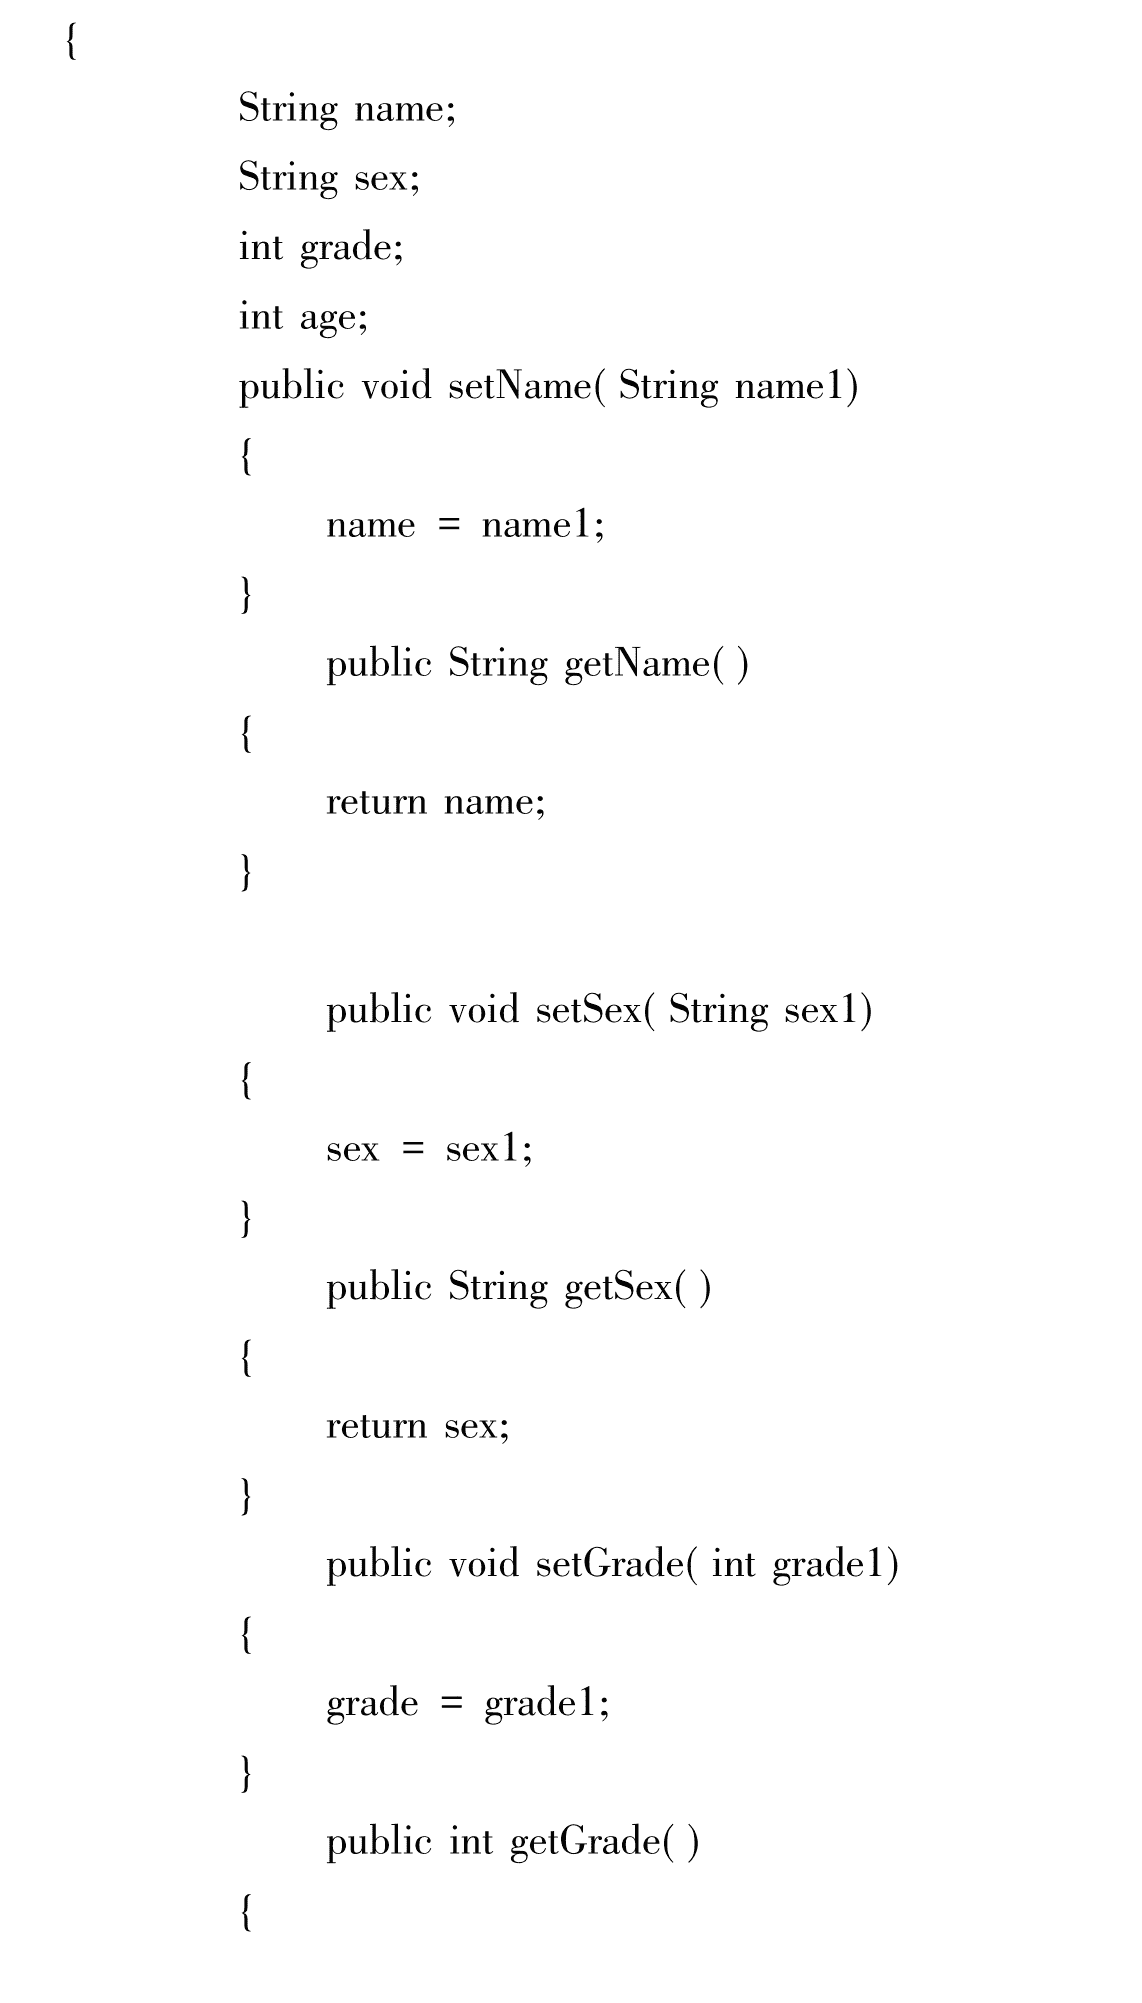 {
String name;
String sex;
int grade;
int age;
public void setName( String name1)
{
name = name1;
}
public String getName( )
{
return name;
}
public void setSex( String sex1)
{
sex = sex1;
}
public String getSex( )
{
return sex;
}
public void setGrade( int grade1)
{
grade = grade1;
}
public int getGrade( )
{